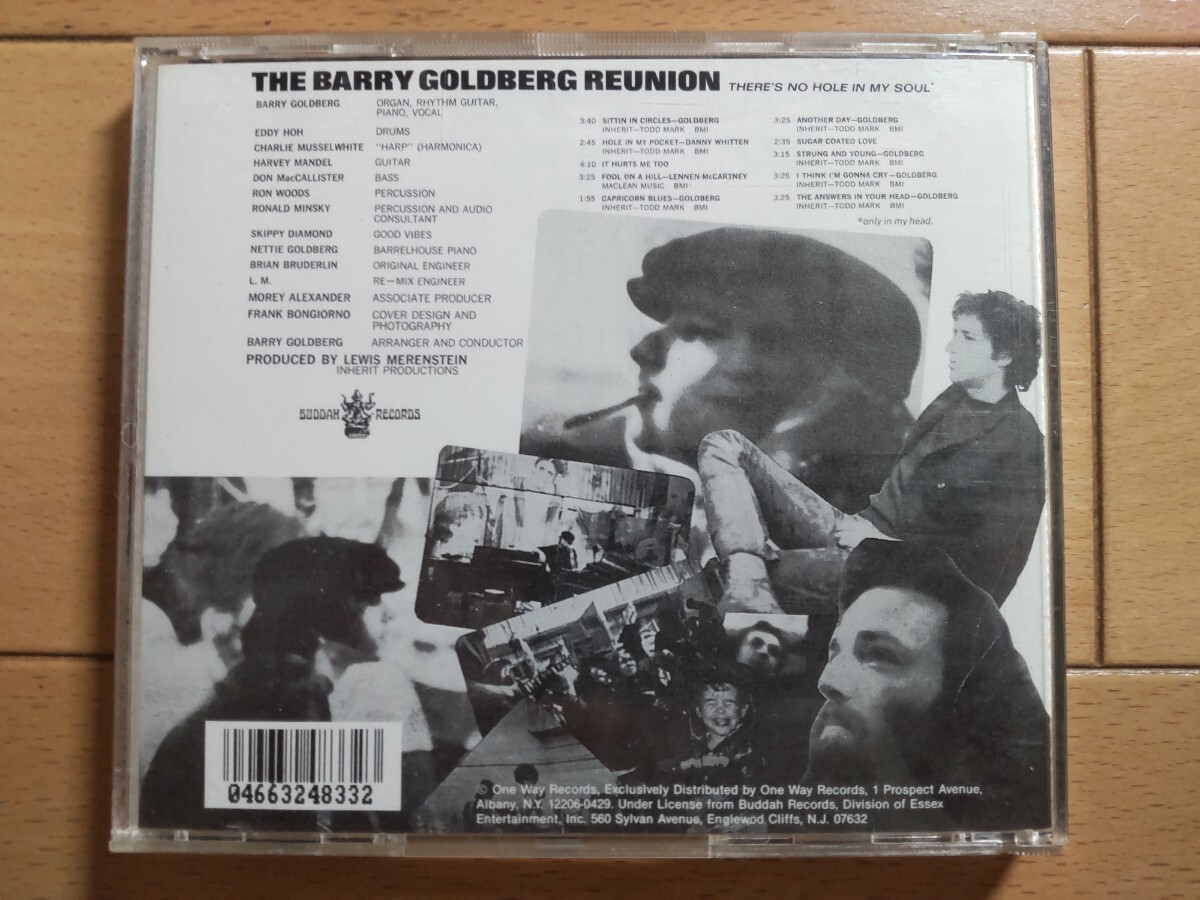 THE BARRY GOLDBERG REUNION THERE'S NO HOLE IN MY SOUL*
BARRY GOLDBERG ORGAN, RHYTHM GUITAR,
PIANO, VOCAL
EDDY HOH DRUMS
CHARLIE MUSSELWHITE "HARP" (HARMONICA)
HARVEY MANDEL GUITAR
DON MacCALLISTER BASS
RON WOODS PERCUSSION
RONALD MINSKY PERCUSSION AND AUDIO
CONSULTANT
SKIPPY DIAMOND GOOD VIBES
NETTIE GOLDBERG BARRELHOUSE PIANO
BRIAN BRUDERLIN ORIGINAL ENGINEER
L. M. RE-MIX ENGINEER
MOREY ALEXANDER ASSOCIATE PRODUCER
FRANK BONGIORNO COVER DESIGN AND
PHOTOGRAPHY
BARRY GOLDBERG ARRANGER AND CONDUCTOR
PRODUCED BY LEWIS MERENSTEIN
INHERIT PRODUCTIONS
BUDDAH RECORDS
3:40 SITTIN IN CIRCLES—GOLDBERG
INHERIT—TODD MARK BMI
2:45 HOLE IN MY POCKET—DANNY WHITTEN
INHERIT—TODD MARK BMI
4:10 IT HURTS ME TOO
3:25 FOOL ON A HILL—LENNEN-McCARTNEY
MACLEAN MUSIC BMI
1:55 CAPRICORN BLUES—GOLDBERG
INHERIT—TODD MARK BMI
3:25 ANOTHER DAY—GOLDBERG
INHERIT—TODD MARK BMI
2:35 SUGAR COATED LOVE
3:15 STRUNG AND YOUNG—GOLDBERG
INHERIT—TODD MARK BMI
3:25 I THINK I'M GONNA CRY—GOLDBERG
INHERIT—TODD MARK BMI
3:25 THE ANSWERS IN YOUR HEAD—GOLDBERG
INHERIT—TODD MARK BMI
*only in my head.
04663248332
© One Way Records, Exclusively Distributed by One Way Records, 1 Prospect Avenue,
Albany, N.Y. 12206-0429. Under License from Buddah Records, Division of Essex
Entertainment, Inc. 560 Sylvan Avenue, Englewod Cliffs, N.J. 07632